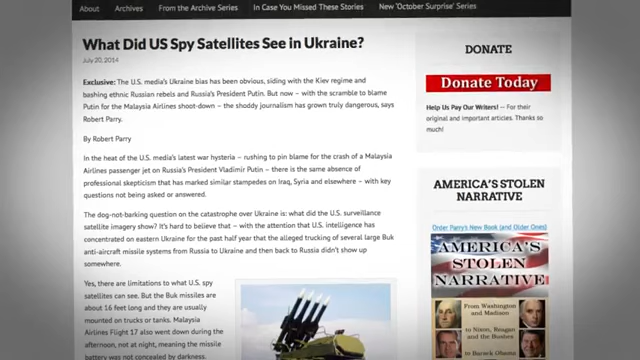 About
Archives
From the Archive Series
In Case You Missed These Stories
New 'October Surprise' Series
What Did US Spy Satellites See in Ukraine?
July 20, 2014
Exclusive: The U.S. media's Ukraine bias has been obvious, siding with the Kiev regime and
bashing ethnic Russian rebels and Russia's President Putin. But now – with the scramble to blame
Putin for the Malaysia Airlines shoot-down – the shoddy journalism has grown truly dangerous, says
Robert Parry.
By Robert Parry
In the heat of the U.S. media's latest war hysteria – rushing to pin blame for the crash of a Malaysia
Airlines passenger jet on Russia's President Vladimir Putin – there is the same absence of
professional skepticism that has marked similar stampedes on Iraq, Syria and elsewhere – with key
questions not being asked or answered.
The dog-not-barking question on the catastrophe over Ukraine is: what did the U.S. surveillance
satellite imagery show? It's hard to believe that – with the attention that U.S. intelligence has
concentrated on eastern Ukraine for the past half year that the alleged trucking of several large Buk
anti-aircraft missile systems from Russia to Ukraine and then back to Russia didn't show up
somewhere.
Yes, there are limitations to what U.S. spy
satellites can see. But the Buk missiles are
about 16 feet long and they are usually
mounted on trucks or tanks. Malaysia
Airlines Flight 17 also went down during the
afternoon, not at night, meaning the missile
battery was not concealed by darkness.
DONATE
Donate Today
Help Us Pay Our Writers! -- For their
original and important articles. Thanks so
much!
AMERICA'S STOLEN
NARRATIVE
Order Parry's New Book (and Older Ones)
AMERICA'S
STOLEN
NARRATIVE
From Washington
and Madison
to Nixon, Reagan
and the Bushes
to Barack Obama